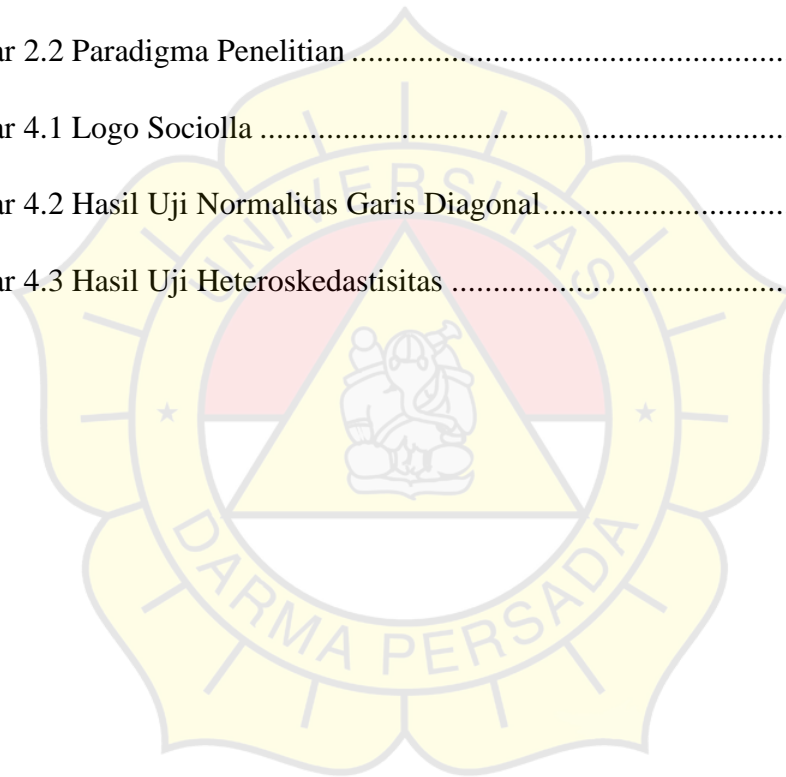 ar 2.2 Paradigma Penelitian ................................................
ar 4.1 Logo Sociolla ............................................................
ar 4.2 Hasil Uji Normalitas Garis Diagonal...........................
ar 4.3 Hasil Uji Heteroskedastisitas ......................................
UNIVERSITAS
DARMA PERSADA